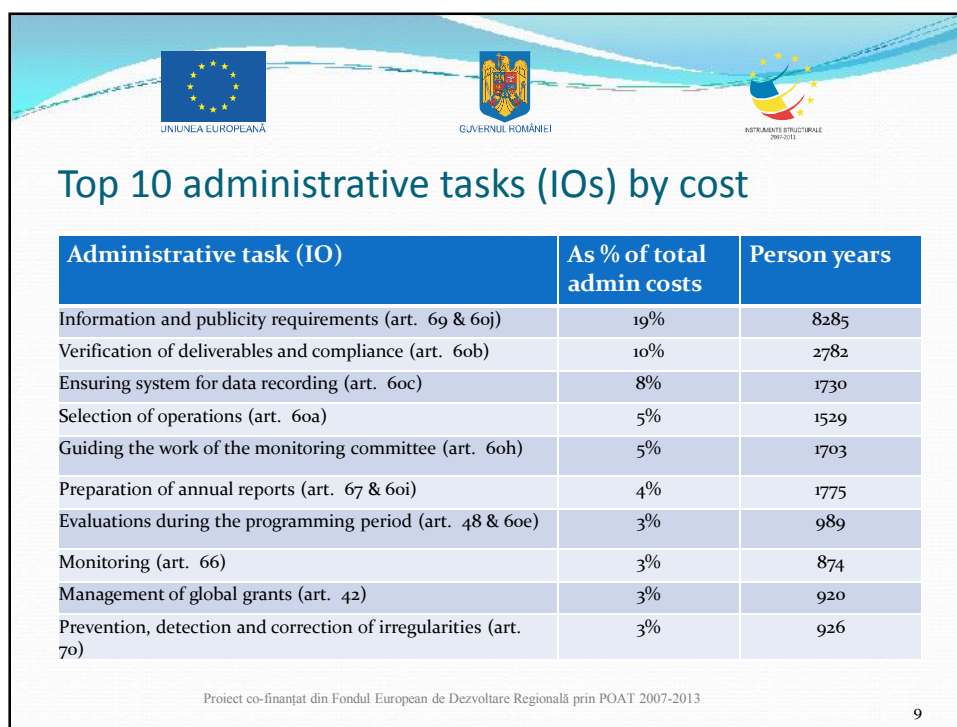 UNIUNEA EUROPEANĂ
GUVERNUL ROMÂNIEI
INSTRUMENTE STRUCTURALE
2007-2013
Top 10 administrative tasks (IOs) by cost
Administrative task (IO) As % of total admin costs Person years
Information and publicity requirements (art. 69 & 60j) 19% 8285
Verification of deliverables and compliance (art. 60b) 10% 2782
Ensuring system for data recording (art. 60c) 8% 1730
Selection of operations (art. 60a) 5% 1529
Guiding the work of the monitoring committee (art. 60h) 5% 1703
Preparation of annual reports (art. 67 & 60i) 4% 1775
Evaluations during the programming period (art. 48 & 60e) 3% 989
Monitoring (art. 66) 3% 874
Management of global grants (art. 42) 3% 920
Prevention, detection and correction of irregularities (art. 70) 3% 926
Proiect co-finanțat din Fondul European de Dezvoltare Regională prin POAT 2007-2013
9